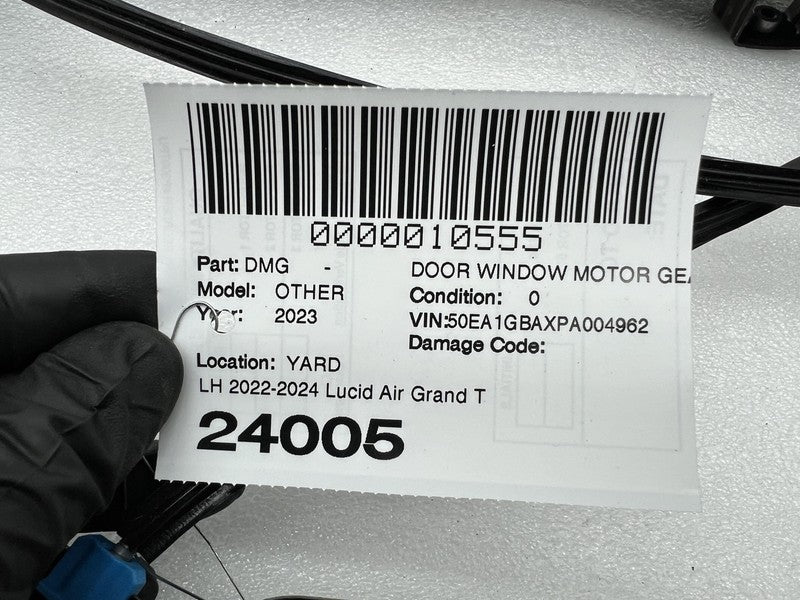 0000010555
Part: DMG - DOOR WINDOW MOTOR GEA
Model: OTHER Condition: 0
Year: 2023 VIN:50EA1GBAXPA004962
Damage Code:
Location: YARD
LH 2022-2024 Lucid Air Grand T
24005